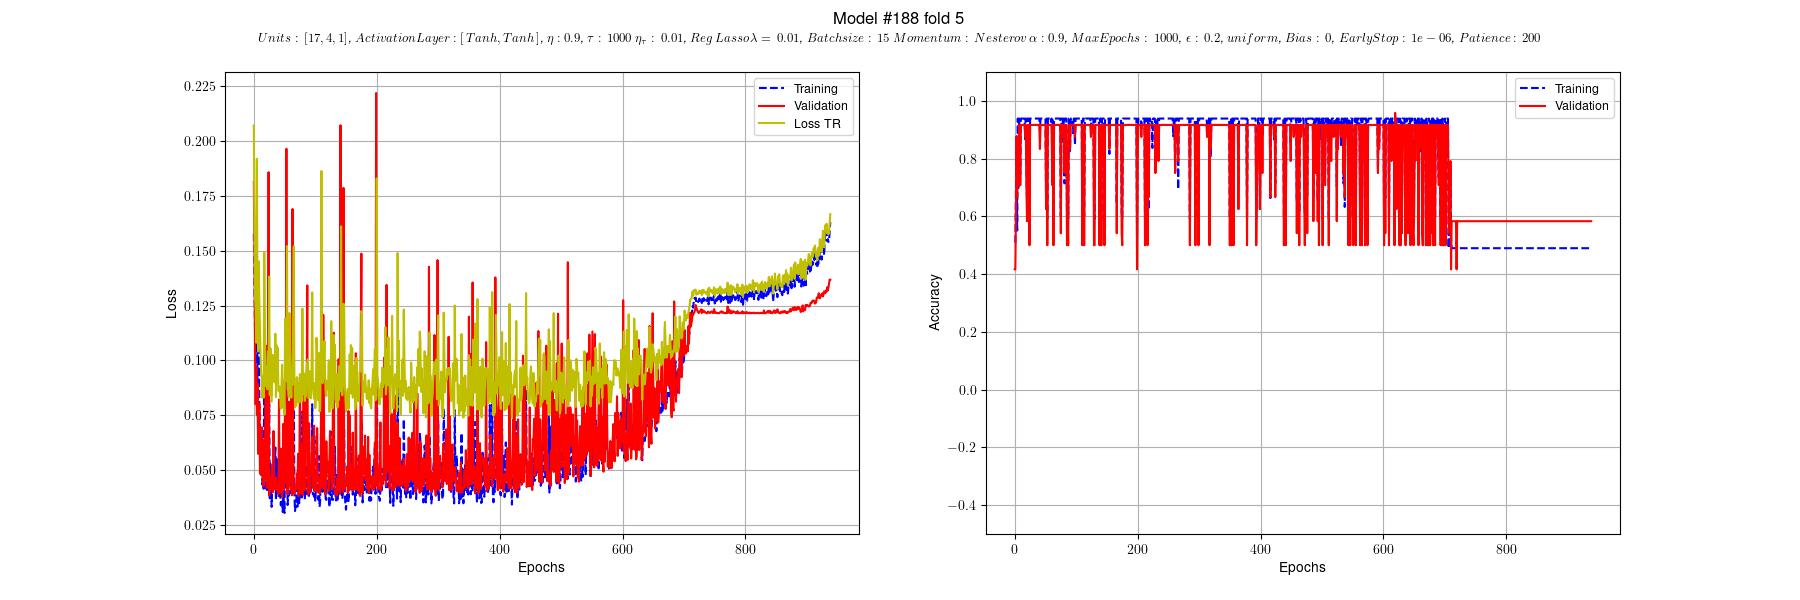 Model #188 fold 5
Units : [17, 4, 1], ActivationLayer : [Tanh, Tanh], η : 0.9, τ : 1000 ητ : 0.01, Reg Lassoλ = 0.01, Batchsize : 15 Momentum : Nesterov α : 0.9, MaxEpochs : 1000, ϵ : 0.2, uniform, Bias : 0, EarlyStop : 1e − 06, Patience : 200
Training
Validation
Loss TR
0.225
0.200
0.175
0.150
0.125
0.100
0.075
0.050
0.025
Loss
0 200 400 600 800
Epochs
Training
Validation
1.0
0.8
0.6
0.4
0.2
0.0
−0.2
−0.4
Accuracy
0 200 400 600 800
Epochs